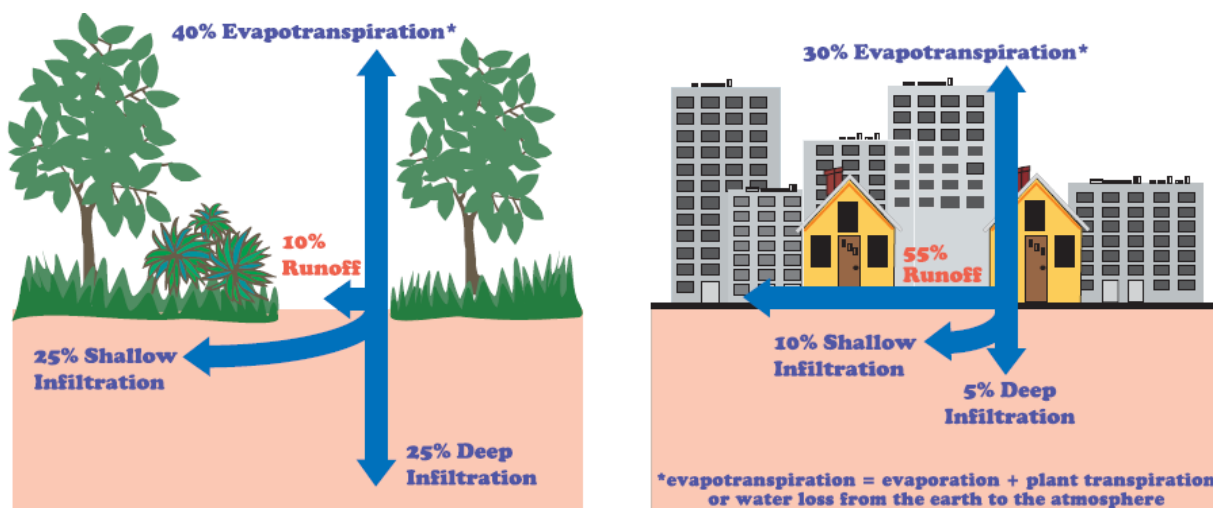 40% Evapotranspiration*
10%
Runoff
25% Shallow
Infiltration
25% Deep
Infiltration
30% Evapotranspiration*
55%
Runoff
10% Shallow
Infiltration
5% Deep
Infiltration
*evapotranspiration = evaporation + plant transpiration
or water loss from the earth to the atmosphere